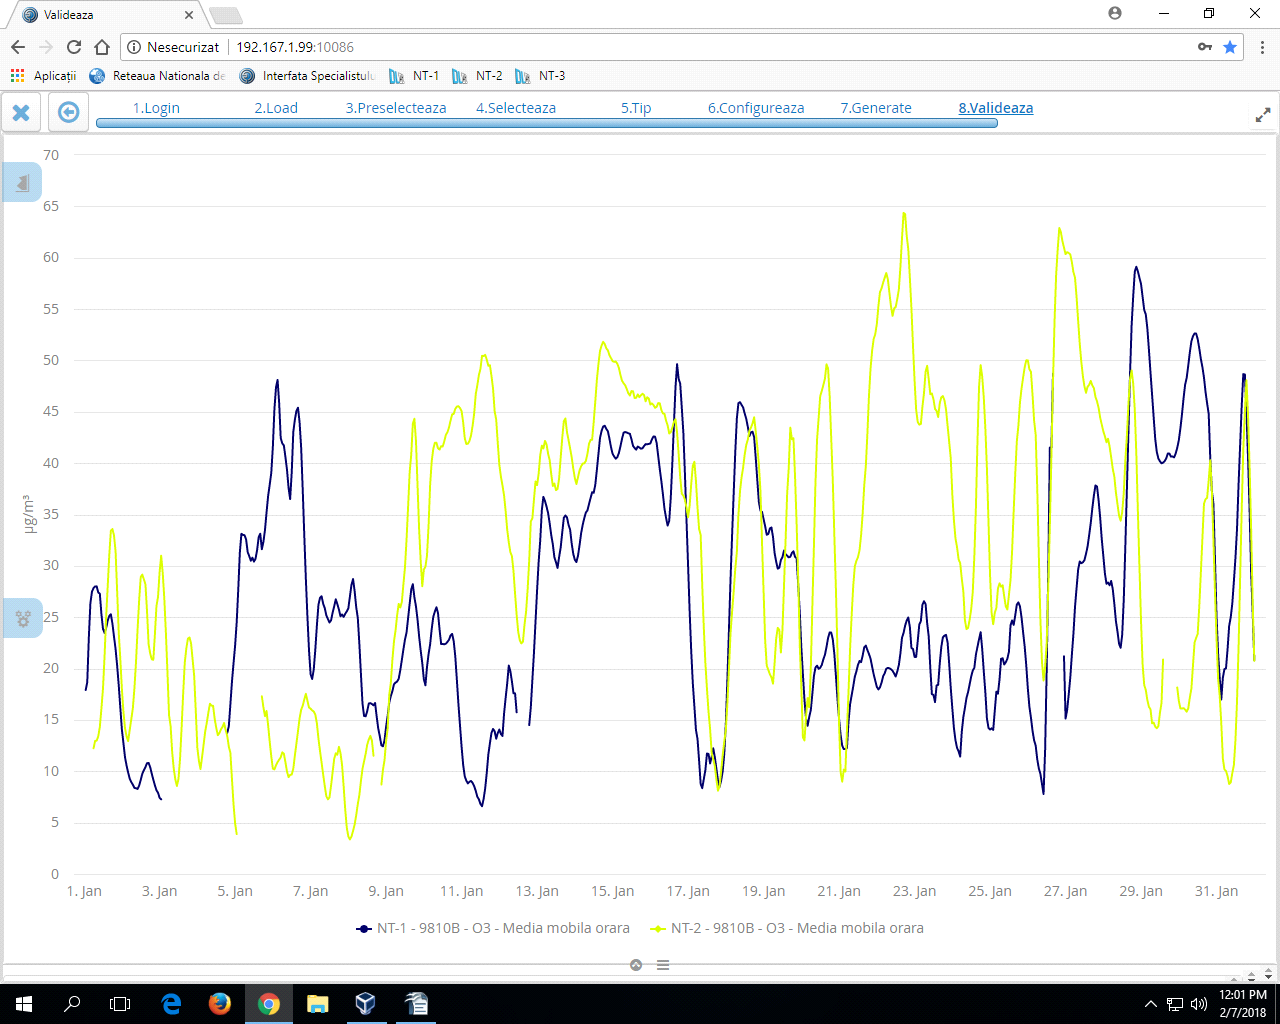 Valideaza
Nesecurizat 192.167.1.99:10086
Aplicații Reteaua Nationala de Interfata Specialistulu NT-1 NT-2 NT-3
1.Login 2.Load 3.Preselecteaza 4.Selecteaza 5.Tip 6.Configureaza 7.Generate 8.Valideaza
70
65
60
55
50
45
40
35
30
25
20
15
10
5
0
µg/m³
1. Jan 3. Jan 5. Jan 7. Jan 9. Jan 11. Jan 13. Jan 15. Jan 17. Jan 19. Jan 21. Jan 23. Jan 25. Jan 27. Jan 29. Jan 31. Jan
NT-1 - 9810B - O3 - Media mobila orara NT-2 - 9810B - O3 - Media mobila orara
12:01 PM
2/7/2018